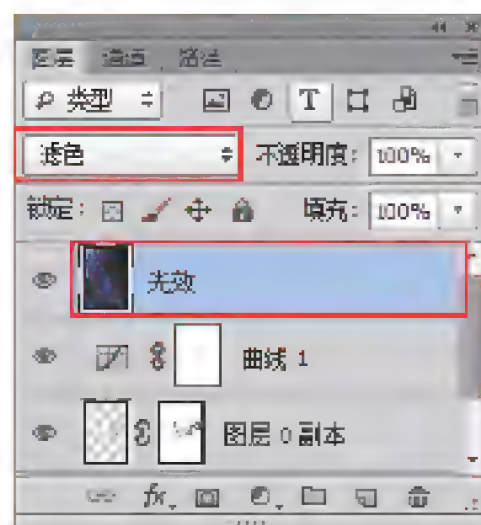 图层 通道 路径
类型
滤色 不透明度: 100%
锁定: 填充: 100%
光效
曲线 1
图层 0 副本
fx